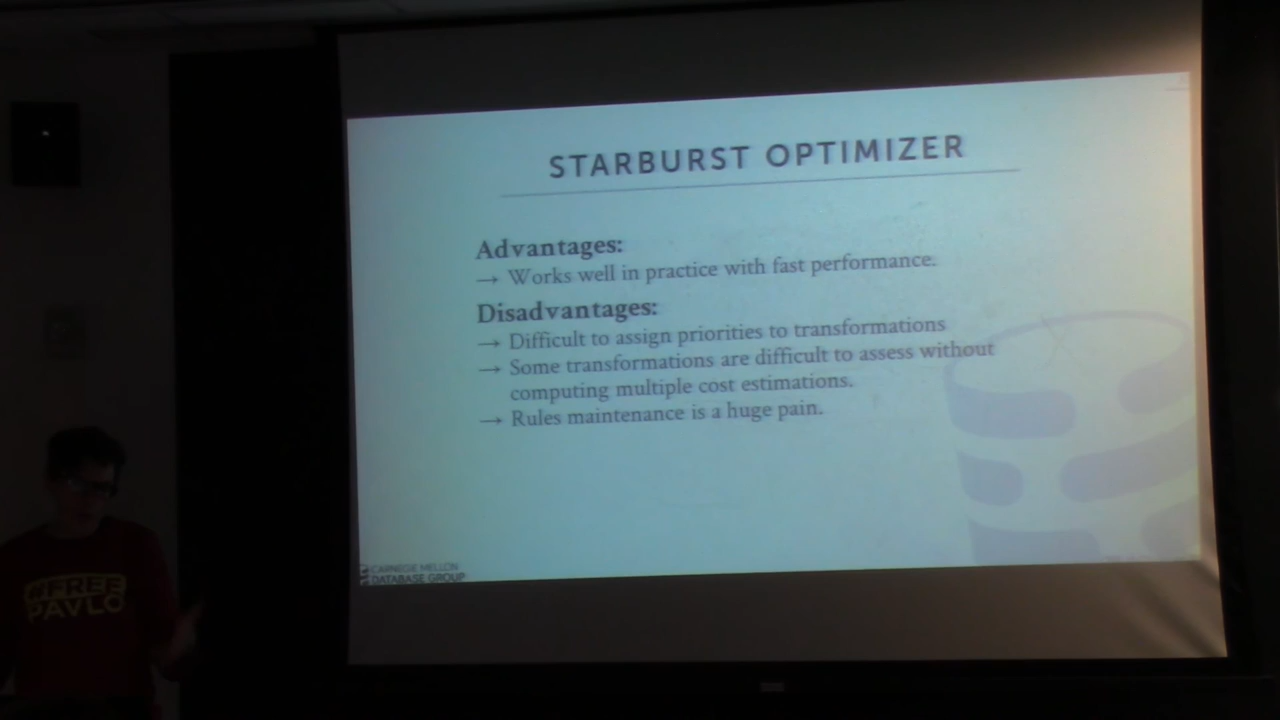 STARBURST OPTIMIZER
Advantages:
→ Works well in practice with fast performance.
Disadvantages:
→ Difficult to assign priorities to transformations
→ Some transformations are difficult to assess without
computing multiple cost estimations.
→ Rules maintenance is a huge pain.
CARNEGIE MELLON
DATABASE GROUP
#FREE
PAVLO